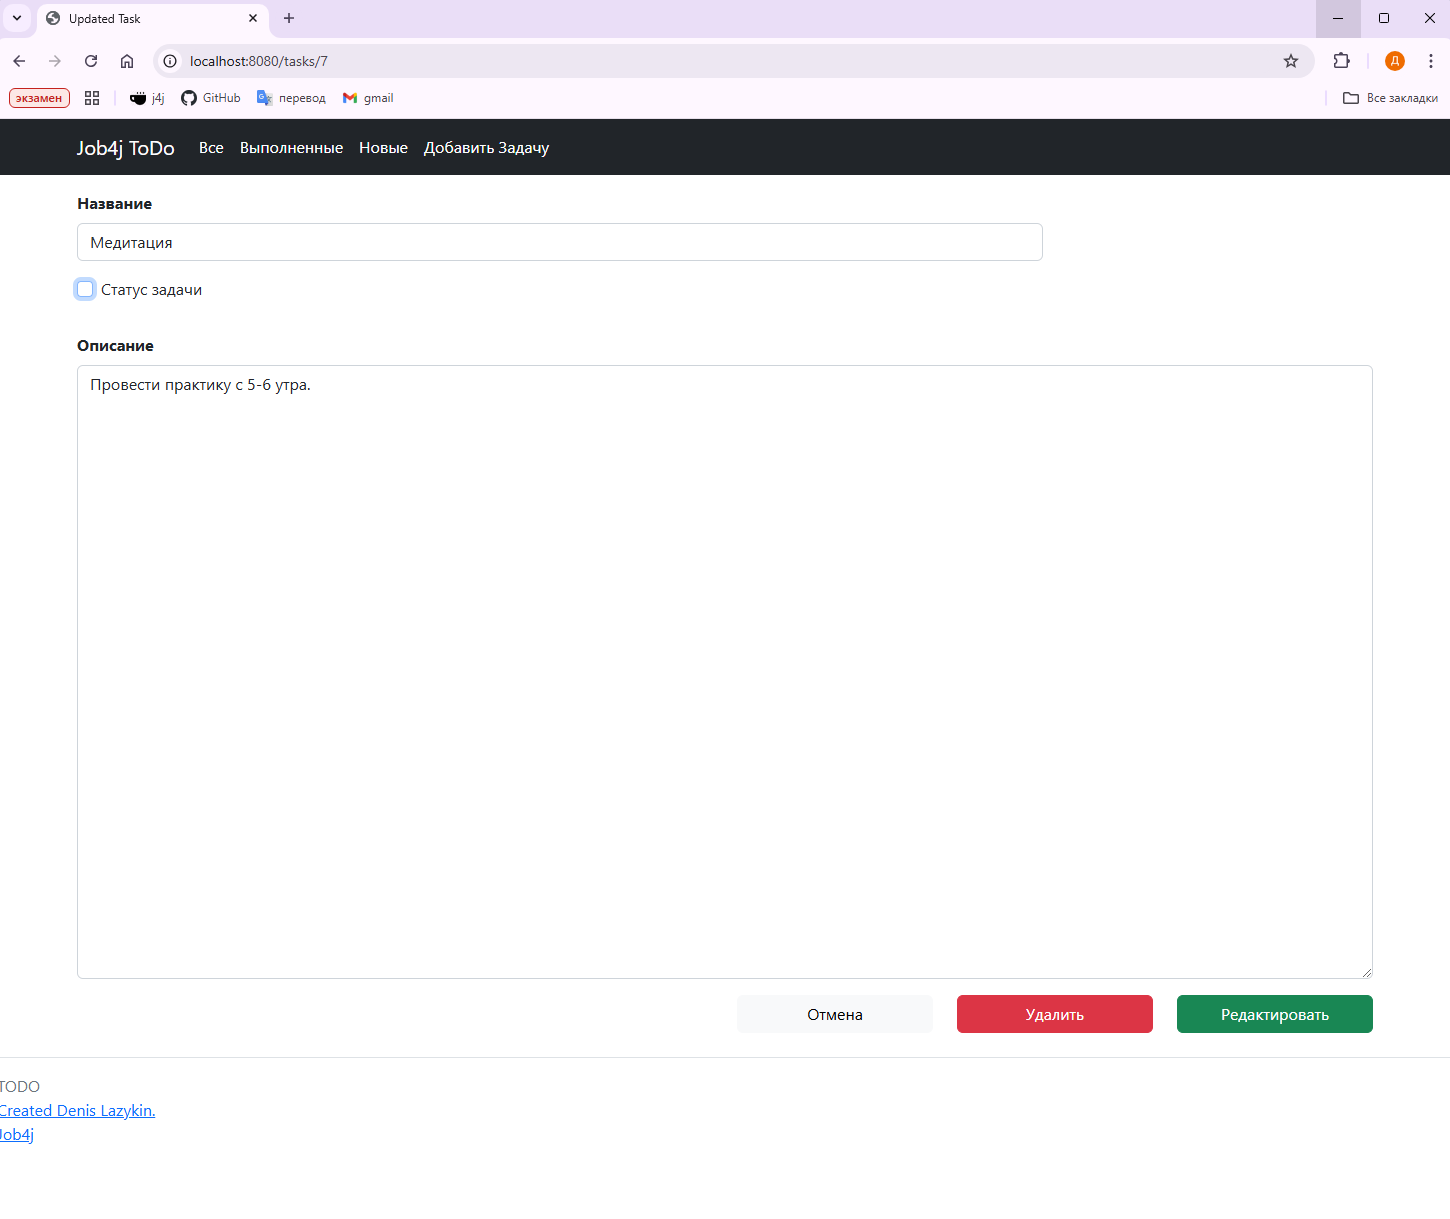 Updated Task
localhost:8080/tasks/7
Д
экзамен j4j GitHub перевод gmail Все закладки
Job4j ToDo Все Выполненные Новые Добавить Задачу
Название
Медитация
Статус задачи
Описание
Провести практику с 5-6 утра.
Отмена Удалить Редактировать
TODO
Created Denis Lazykin.
Job4j